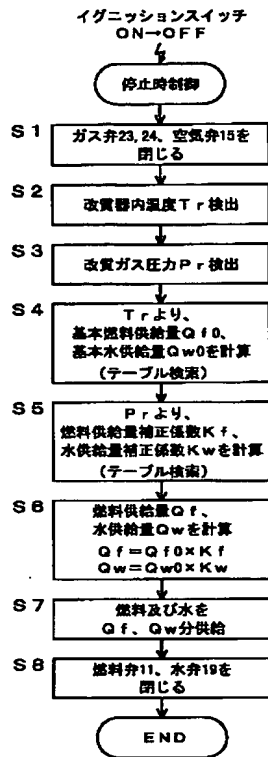 イグニッションスイッチ
ON→OFF
停止時制御
S1
ガス弁23,24、空気弁15を
閉じる
S2
改質器内温度Tr検出
S3
改質ガス圧力Pr検出
S4
Trより、
基本燃料供給量Qf0、
基本水供給量Qw0を計算
(テーブル検索)
S5
Prより、
燃料供給量補正係数Kf、
水供給量補正係数Kwを計算
(テーブル検索)
S6
燃料供給量Qf、
水供給量Qwを計算
Qf=Qf0×Kf
Qw=Qw0×Kw
S7
燃料及び水を
Qf、Qw分供給
S8
燃料弁11、水弁19を
閉じる
END